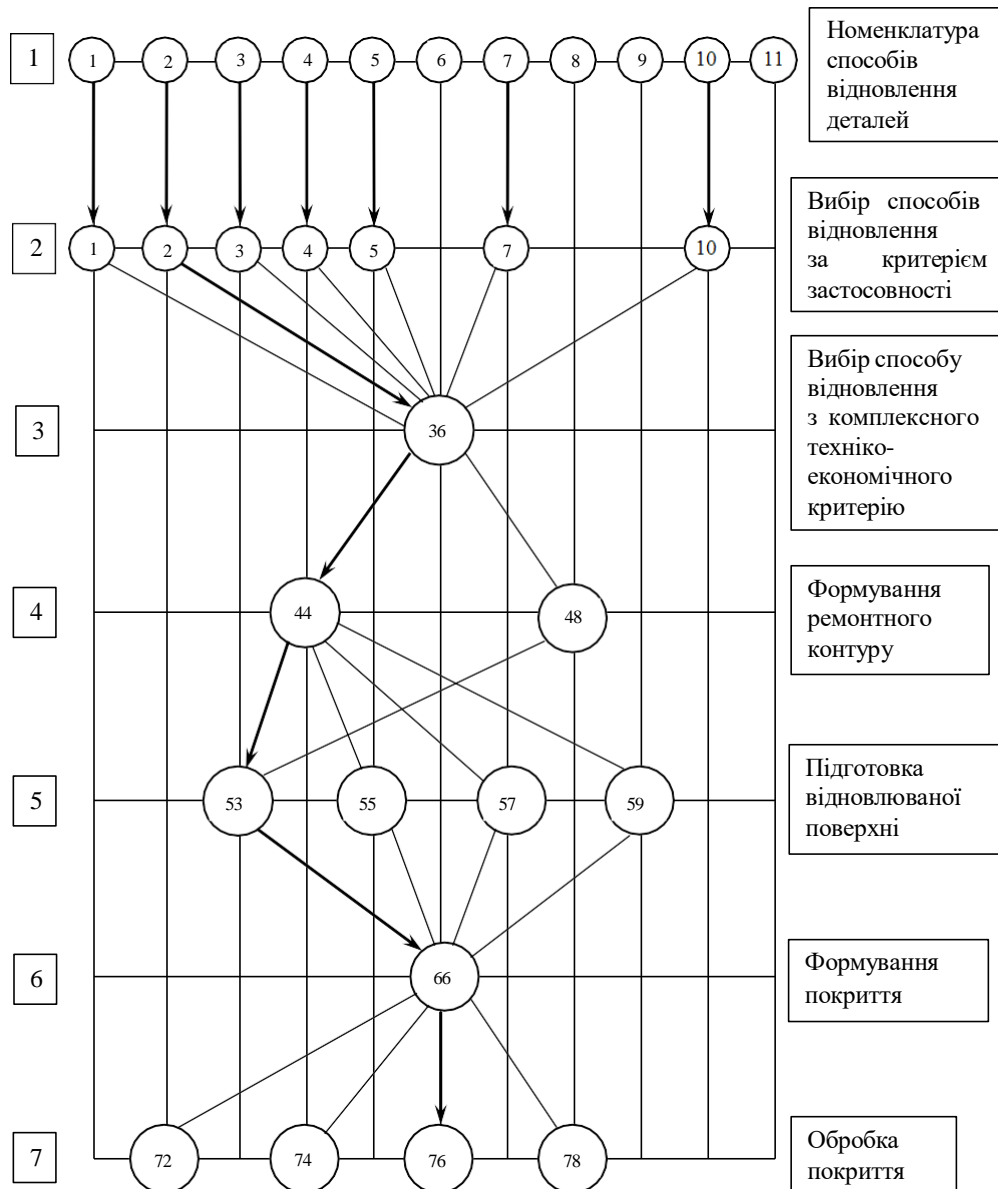 1
1 2 3 4 5 6 7 8 9 10 11
Номенклатура
способів
відновлення
деталей
2
1 2 3 4 5 7 10
Вибір способів
відновлення
за критерієм
застосовності
3
36
Вибір способу
відновлення
з комплексного
техніко-
економічного
критерію
4
44 48
Формування
ремонтного
контуру
5
53 55 57 59
Підготовка
відновлюваної
поверхні
6
66
Формування
покриття
7
72 74 76 78
Обробка
покриття